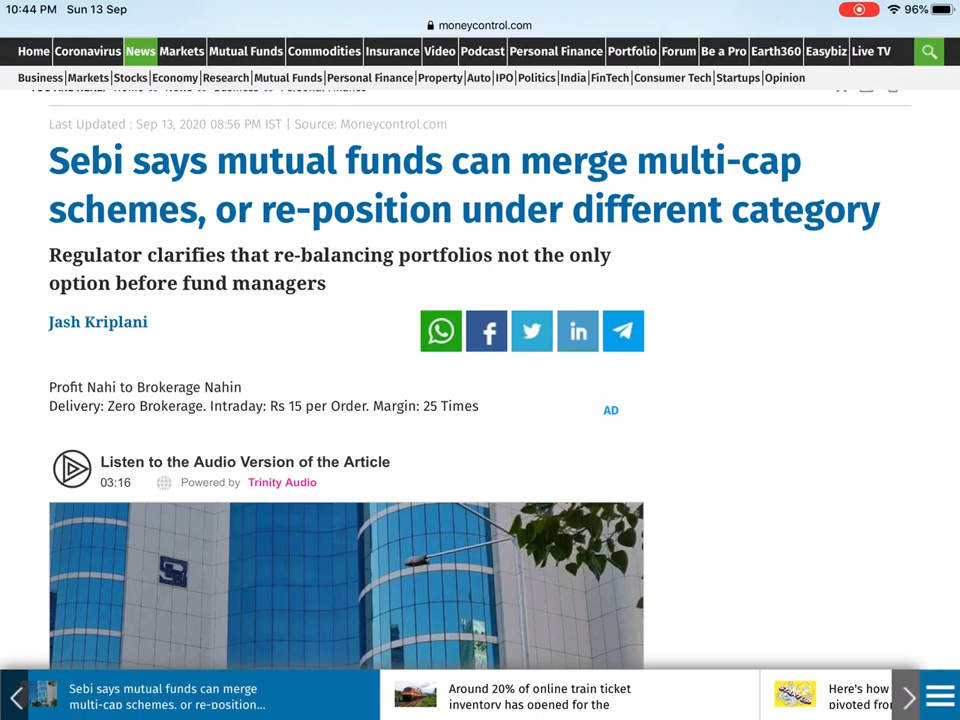 10:44 PM Sun 13 Sep
96%
moneycontrol.com
Home Coronavirus News Markets Mutual Funds Commodities Insurance Video Podcast Personal Finance Portfolio Forum Be a Pro Earth360 Easybiz Live TV
Business|Markets|Stocks|Economy|Research|Mutual Funds|Personal Finance|Property|Auto|IPO|Politics|India|FinTech|Consumer Tech|Startups|Opinion
Last Updated : Sep 13, 2020 08:56 PM IST | Source: Moneycontrol.com
Sebi says mutual funds can merge multi-cap
schemes, or re-position under different category
Regulator clarifies that re-balancing portfolios not the only
option before fund managers
Jash Kriplani
Profit Nahi to Brokerage Nahin
Delivery: Zero Brokerage. Intraday: Rs 15 per Order. Margin: 25 Times
AD
Listen to the Audio Version of the Article
03:16 Powered by Trinity Audio
Sebi says mutual funds can merge
multi-cap schemes, or re-position...
Around 20% of online train ticket
inventory has opened for the
Here's how
pivoted